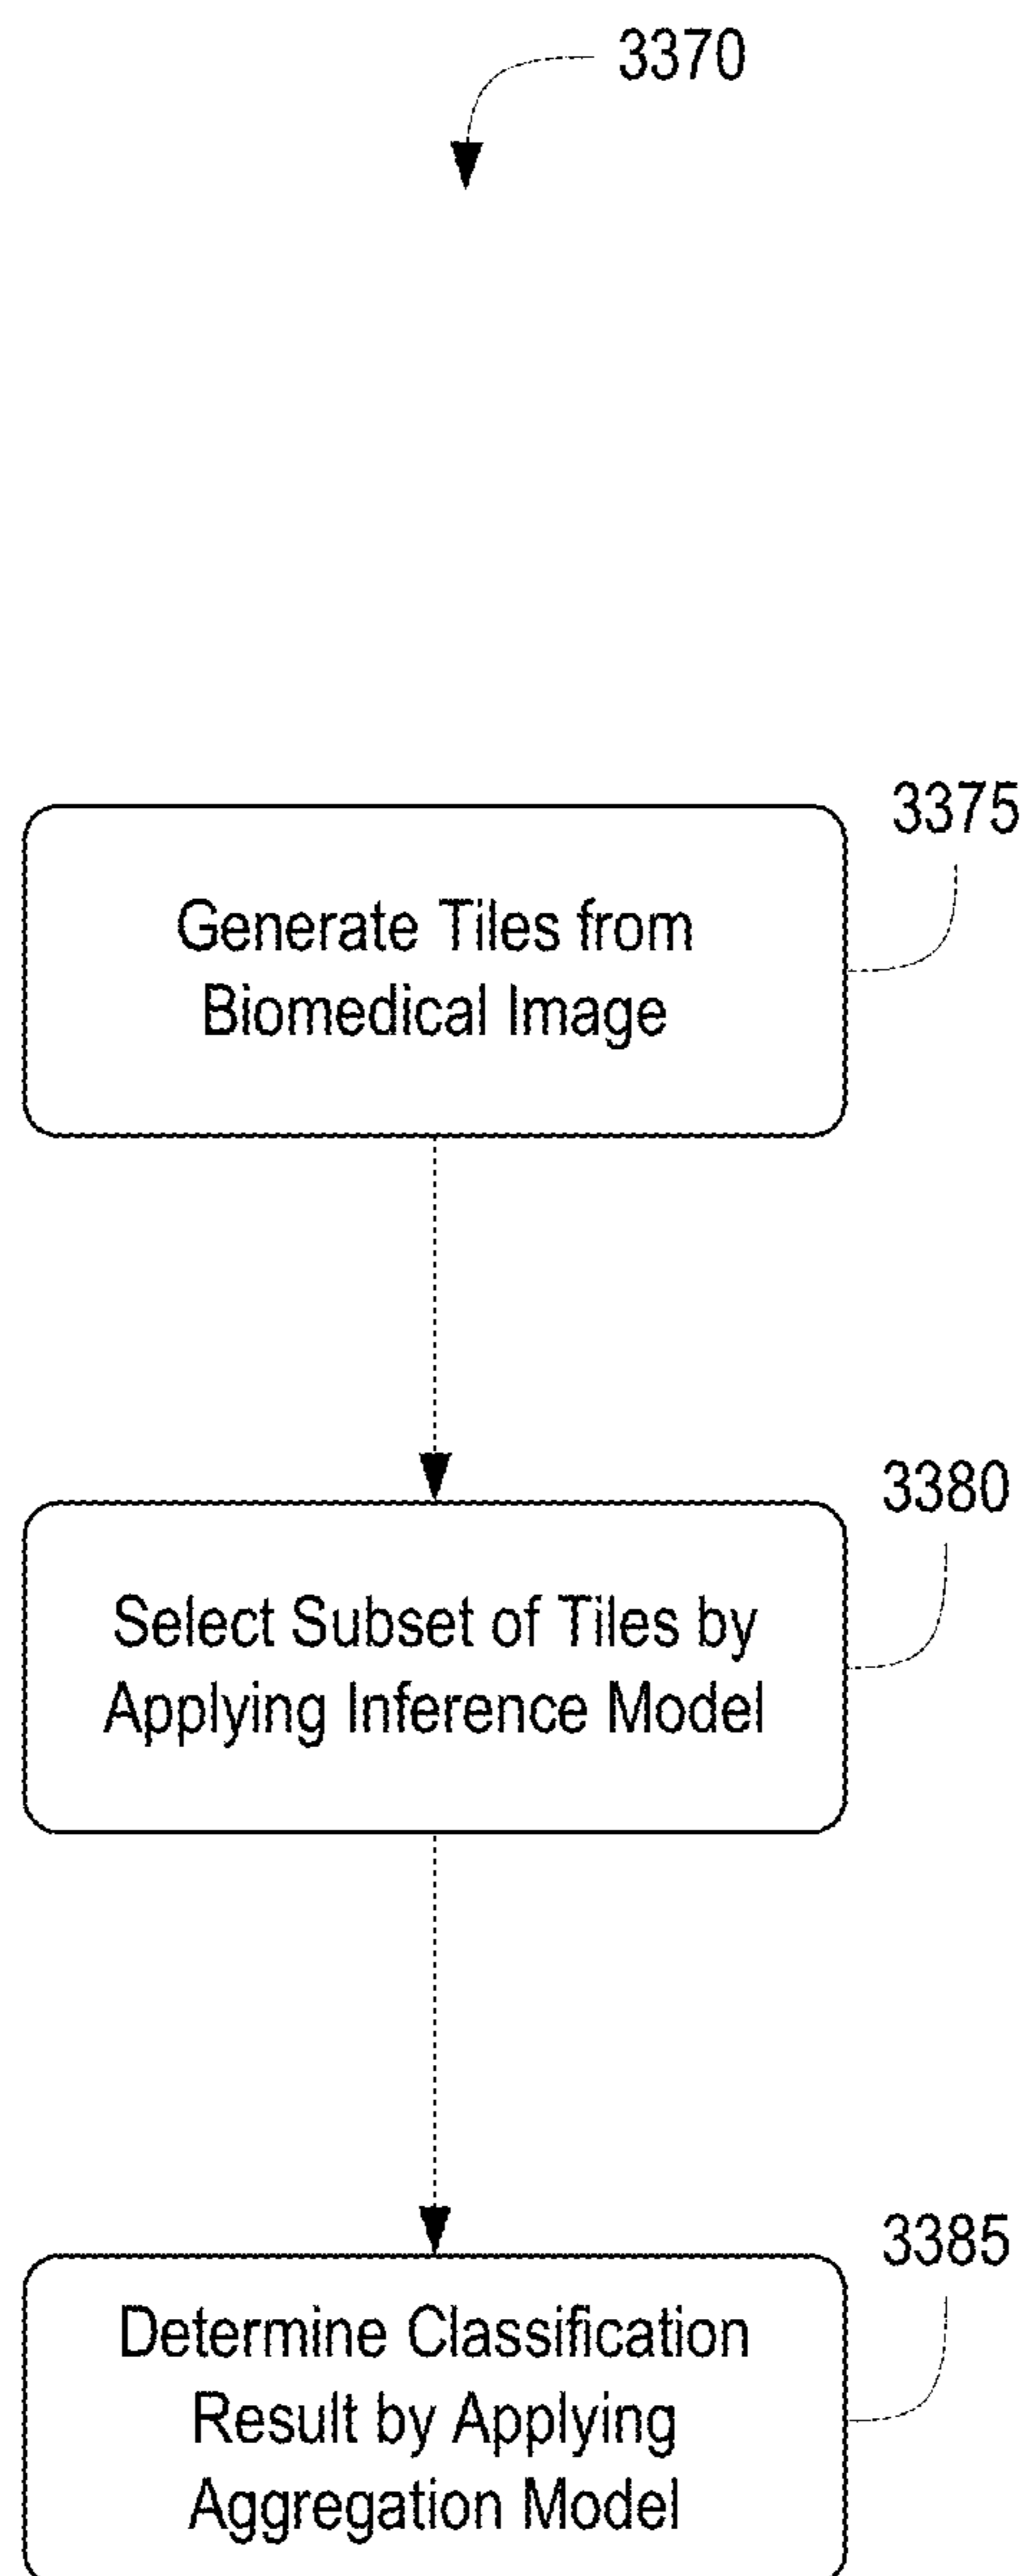 3370
3375
Generate Tiles from
Biomedical Image
3380
Select Subset of Tiles by
Applying Inference Model
3385
Determine Classification
Result by Applying
Aggregation Model